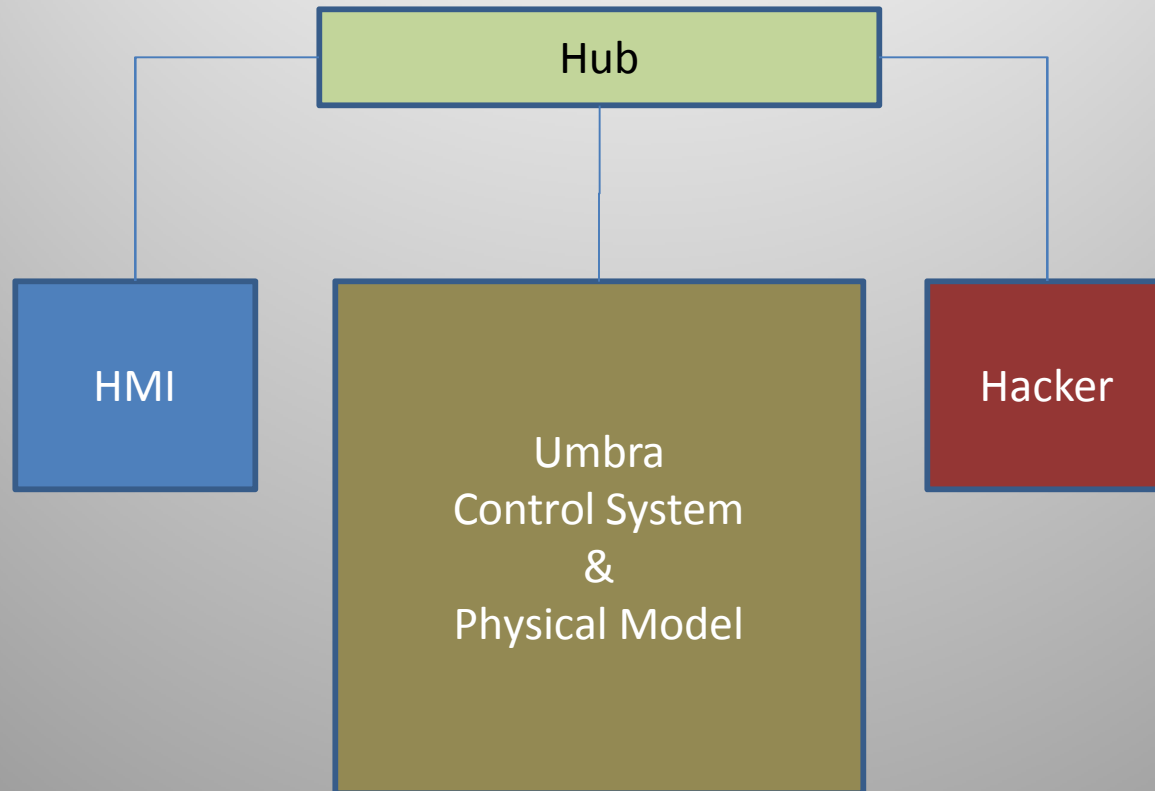 Hub
HMI
Umbra
Control System
&
Physical Model
Hacker